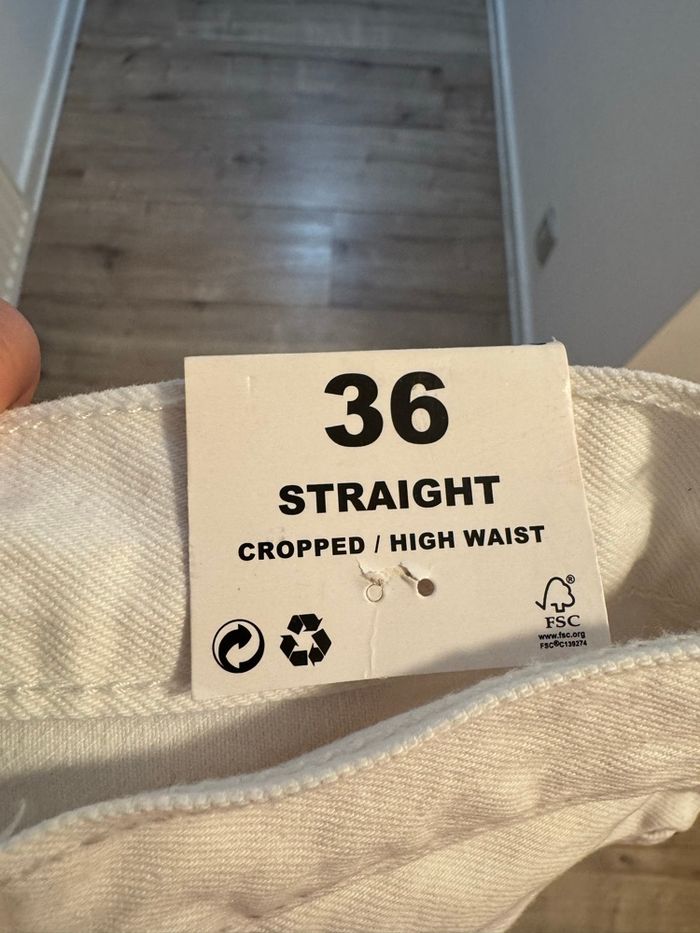 36
STRAIGHT
CROPPED / HIGH WAIST
®
FSC
www.fsc.org
FSC®C139274